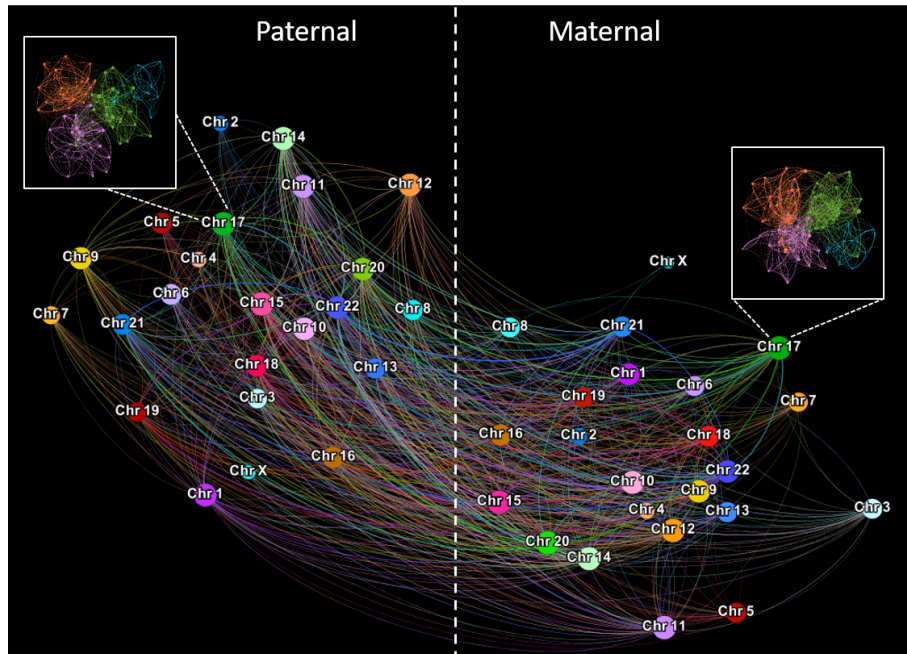 Paternal
Maternal
Chr 2
Chr 14
Chr 11
Chr 12
Chr 5
Chr 17
Chr 9
Chr 4
Chr 20
Chr 6
Chr 15
Chr 22
Chr 8
Chr 7
Chr 21
Chr 10
Chr 18
Chr 13
Chr 3
Chr 19
Chr 16
Chr X
Chr 1
Chr X
Chr 8
Chr 21
Chr 17
Chr 1
Chr 6
Chr 19
Chr 7
Chr 16
Chr 2
Chr 18
Chr 22
Chr 10
Chr 9
Chr 15
Chr 4
Chr 13
Chr 3
Chr 12
Chr 20
Chr 14
Chr 5
Chr 11